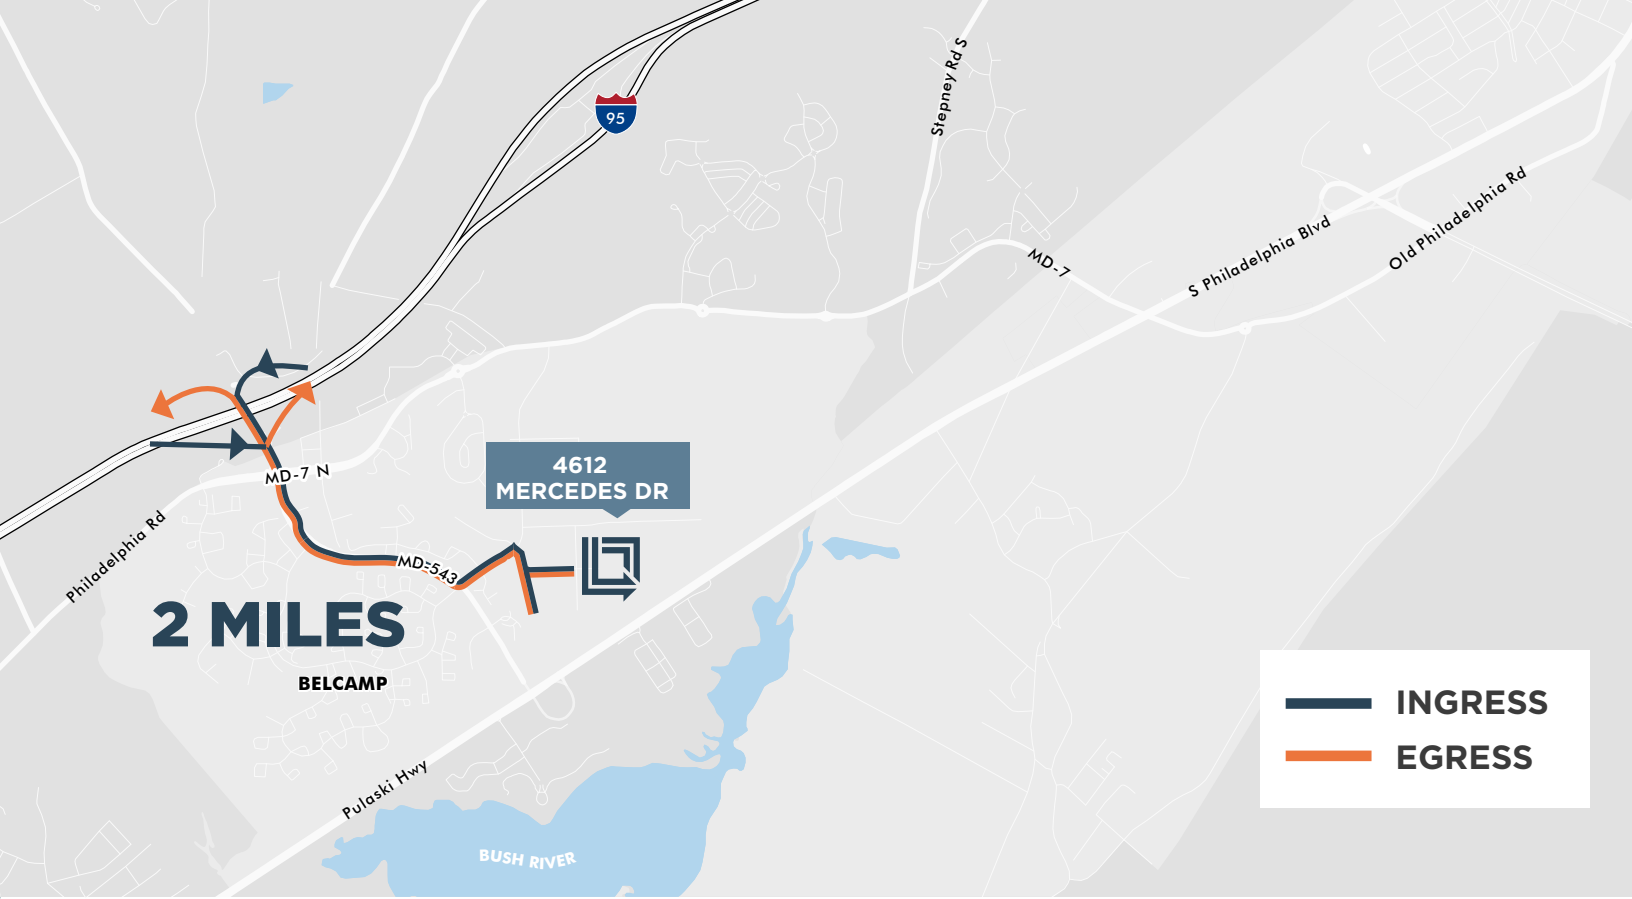 Stepney Rd S
95
Old Philadelphia Rd
S Philadelphia Blvd
MD-7
4612
MERCEDES DR
MD-7 N
Philadelphia Rd
MD-543
2 MILES
BELCAMP
INGRESS
EGRESS
Pulaski Hwy
BUSH RIVER